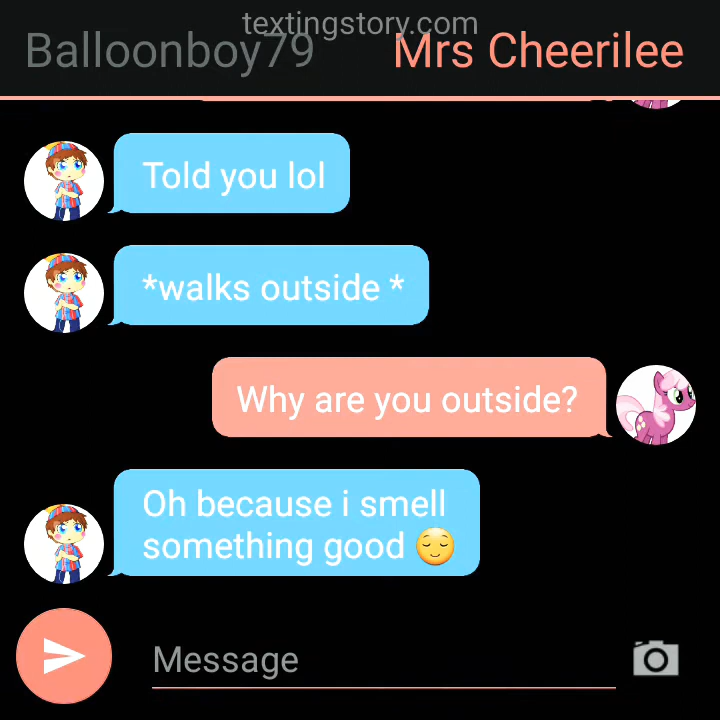 textingstory.com
Balloonboy79
Mrs Cheerilee
Told you lol
*walks outside *
Why are you outside?
Oh because i smell
something good 😌
Message